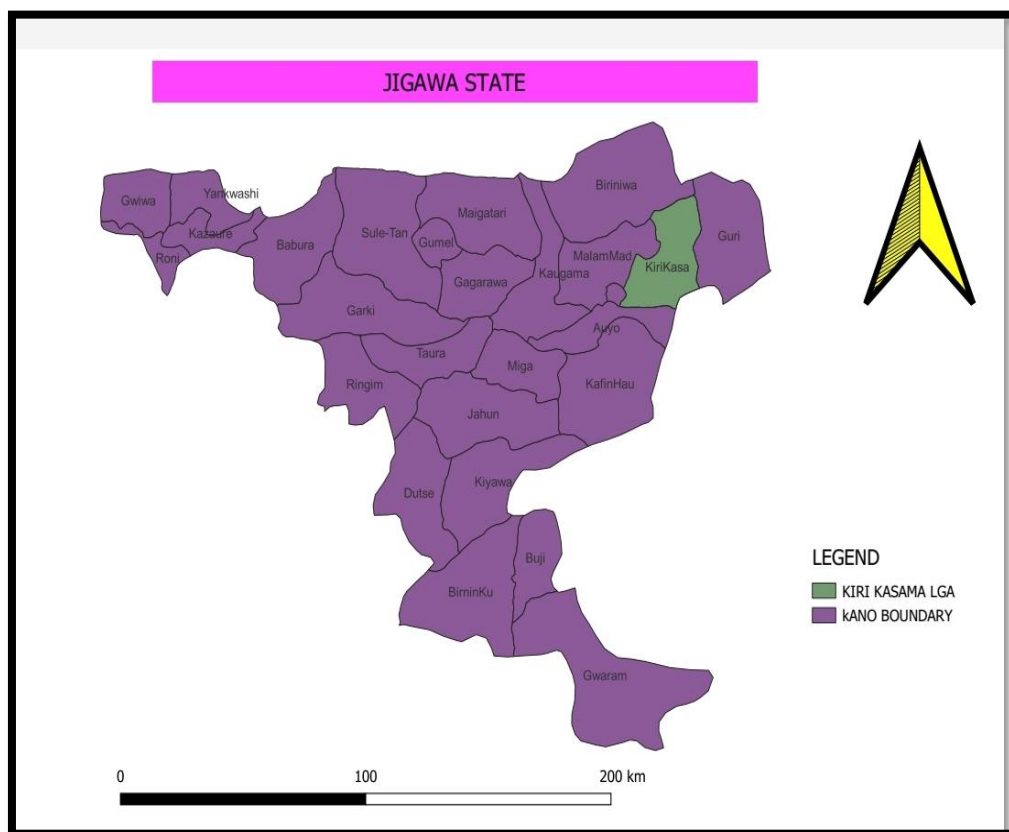 JIGAWA STATE
Gwiwa
Yankwashi
Kazaure
Roni
Babura
Sule-Tan
Maigatari
Gumel
Gagarawa
Biriniwa
Guri
MalamMad
KiriKasa
Kaugama
Garki
Auyo
Taura
Miga
Ringim
KafinHau
Jahun
Dutse
Kiyawa
Buji
BirninKu
Gwaram
LEGEND
KIRI KASAMA LGA
kANO BOUNDARY
0 100 200 km